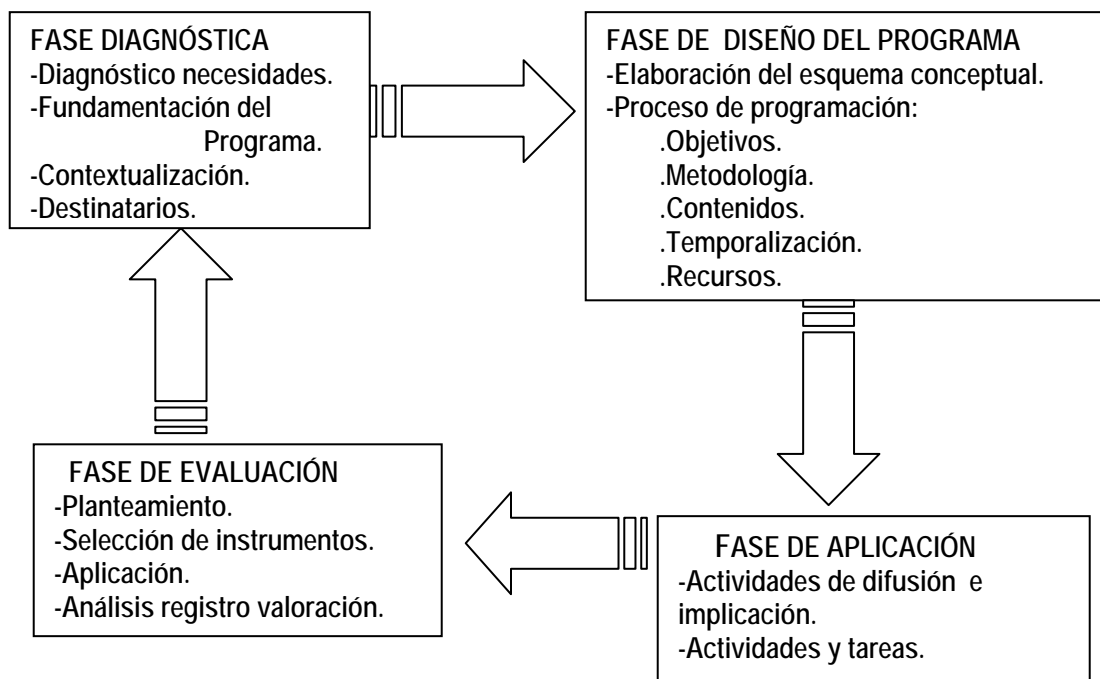 FASE DIAGNÓSTICA
-Diagnóstico necesidades.
-Fundamentación del
Programa.
-Contextualización.
-Destinatarios.
FASE DE DISEÑO DEL PROGRAMA
-Elaboración del esquema conceptual.
-Proceso de programación:
.Objetivos.
.Metodología.
.Contenidos.
.Temporalización.
.Recursos.
FASE DE EVALUACIÓN
-Planteamiento.
-Selección de instrumentos.
-Aplicación.
-Análisis registro valoración.
FASE DE APLICACIÓN
-Actividades de difusión e
implicación.
-Actividades y tareas.